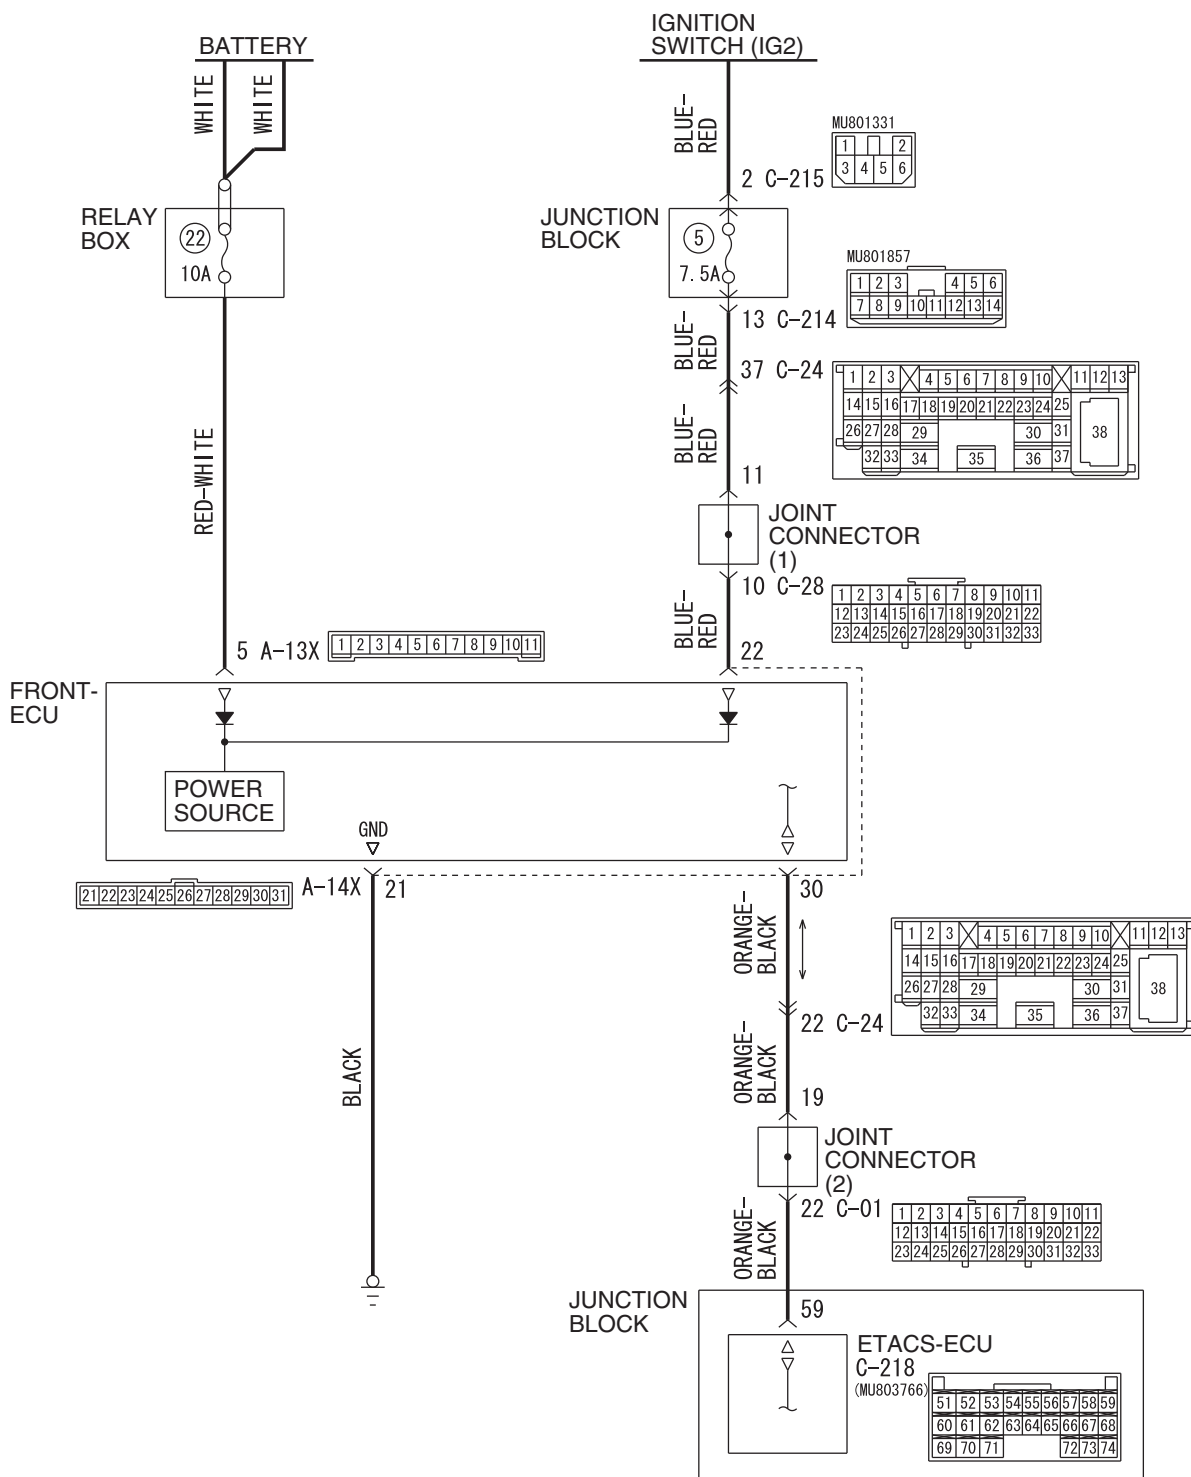 BATTERY
IGNITION
SWITCH (IG2)
WHITE
WHITE
BLUE-
RED
MU801331
1 2
3 4 5 6
2 C-215
RELAY
BOX
22
10A
JUNCTION
BLOCK
5
7.5A
MU801857
1 2 3 4 5 6
7 8 9 10 11 12 13 14
13 C-214
BLUE-
RED
37 C-24
1 2 3 4 5 6 7 8 9 10 11 12 13
14 15 16 17 18 19 20 21 22 23 24 25
26 27 28 29 30 31 38
32 33 34 35 36 37
BLUE-
RED
RED-WHITE
11
JOINT
CONNECTOR
(1)
10 C-28
1 2 3 4 5 6 7 8 9 10 11
12 13 14 15 16 17 18 19 20 21 22
23 24 25 26 27 28 29 30 31 32 33
BLUE-
RED
5 A-13X
1 2 3 4 5 6 7 8 9 10 11
22
FRONT-
ECU
POWER
SOURCE
GND
21 22 23 24 25 26 27 28 29 30 31
A-14X
21
30
ORANGE-
BLACK
1 2 3 4 5 6 7 8 9 10 11 12 13
14 15 16 17 18 19 20 21 22 23 24 25
26 27 28 29 30 31 38
32 33 34 35 36 37
22 C-24
BLACK
ORANGE-
BLACK
19
JOINT
CONNECTOR
(2)
22 C-01
1 2 3 4 5 6 7 8 9 10 11
12 13 14 15 16 17 18 19 20 21 22
23 24 25 26 27 28 29 30 31 32 33
ORANGE-
BLACK
JUNCTION
BLOCK
59
ETACS-ECU
C-218
(MU803766)
51 52 53 54 55 56 57 58 59
60 61 62 63 64 65 66 67 68
69 70 71 72 73 74